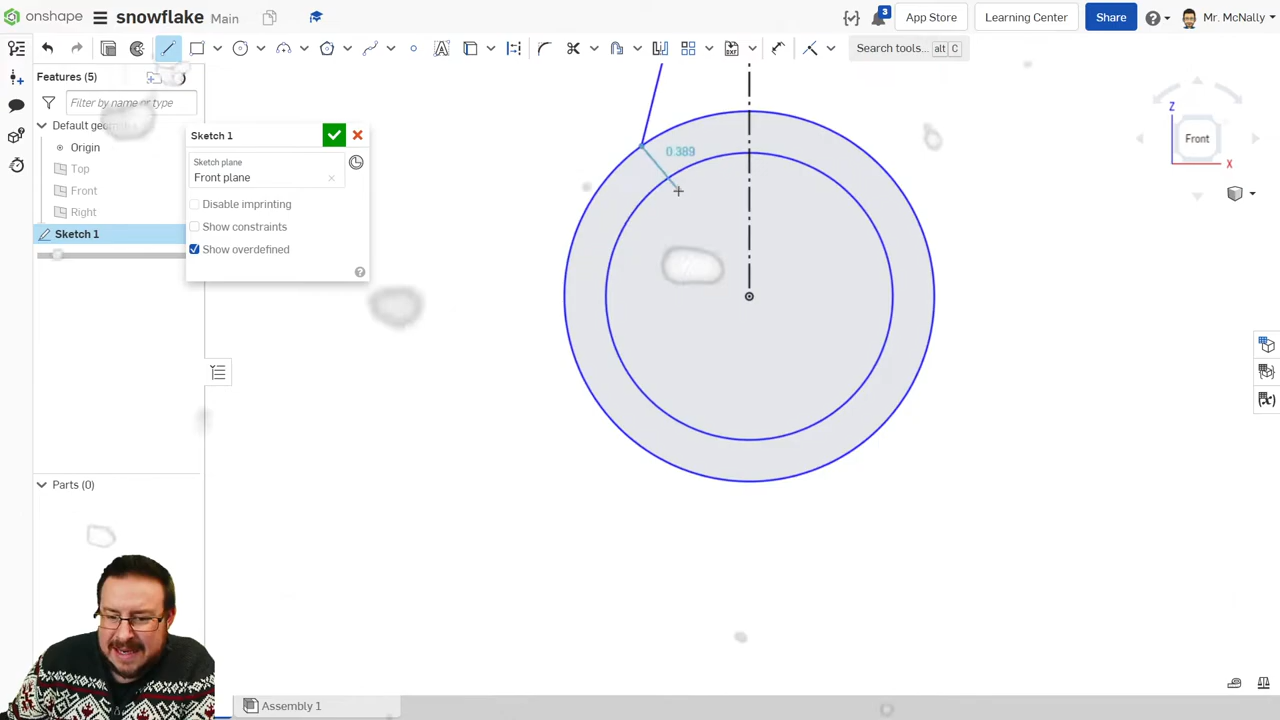 onshape snowflake Main
3
App Store
Learning Center
Share
Mr. McNally
Search tools... alt C
Features (5)
Filter by name or type
Default geom
Origin
Top
Front
Right
Sketch 1
Sketch 1
Sketch plane
Front plane
Disable imprinting
Show constraints
Show overdefined
0.389
Z
Front
X
Parts (0)
Assembly 1